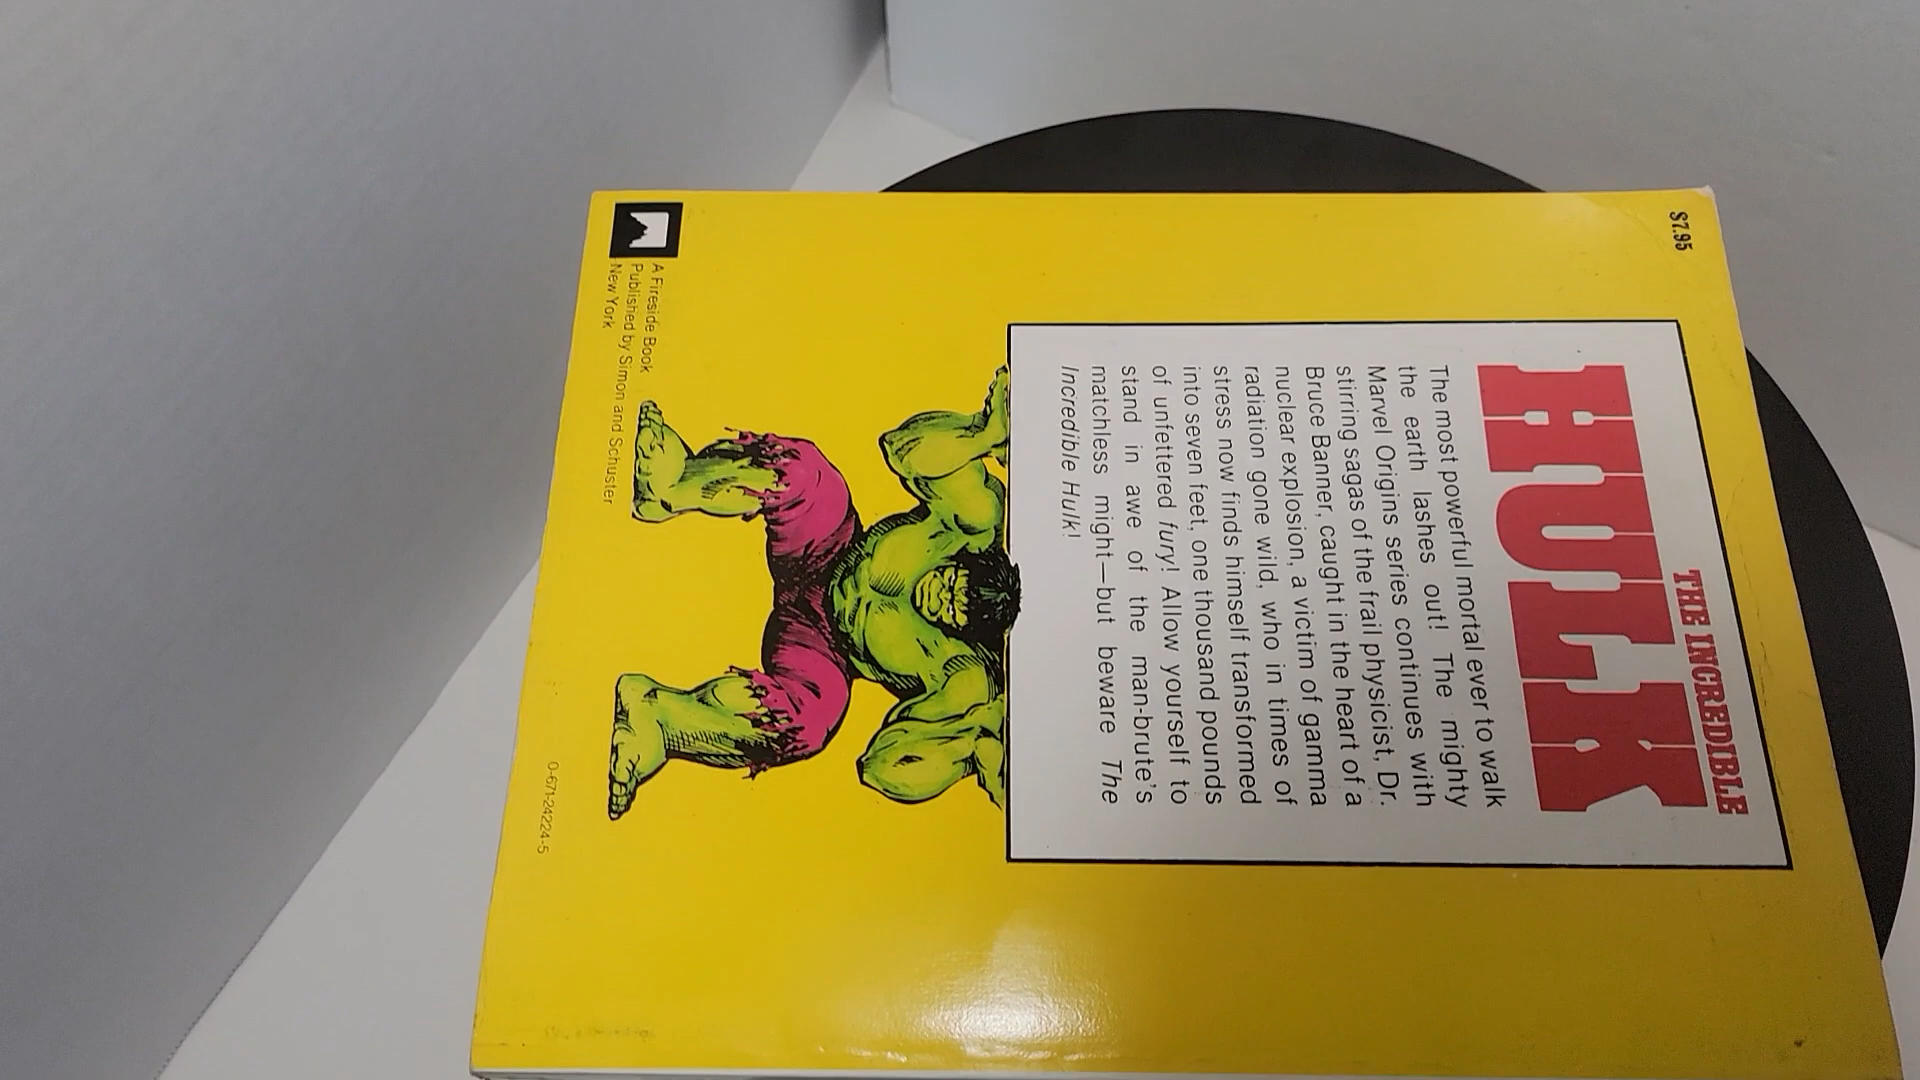 $7.95
THE INCREDIBLE
HULK
The most powerful mortal ever to walk
the earth lashes out! The mighty
Marvel Origins series continues with
stirring sagas of the frail physicist, Dr.
Bruce Banner, caught in the heart of a
nuclear explosion, a victim of gamma
radiation gone wild, who in times of
stress now finds himself transformed
into seven feet, one thousand pounds
of unfettered fury! Allow yourself to
stand in awe of the man-brute's
matchless might—but beware The
Incredible Hulk!
A Fireside Book
Published by Simon and Schuster
New York
0-671-24224-5